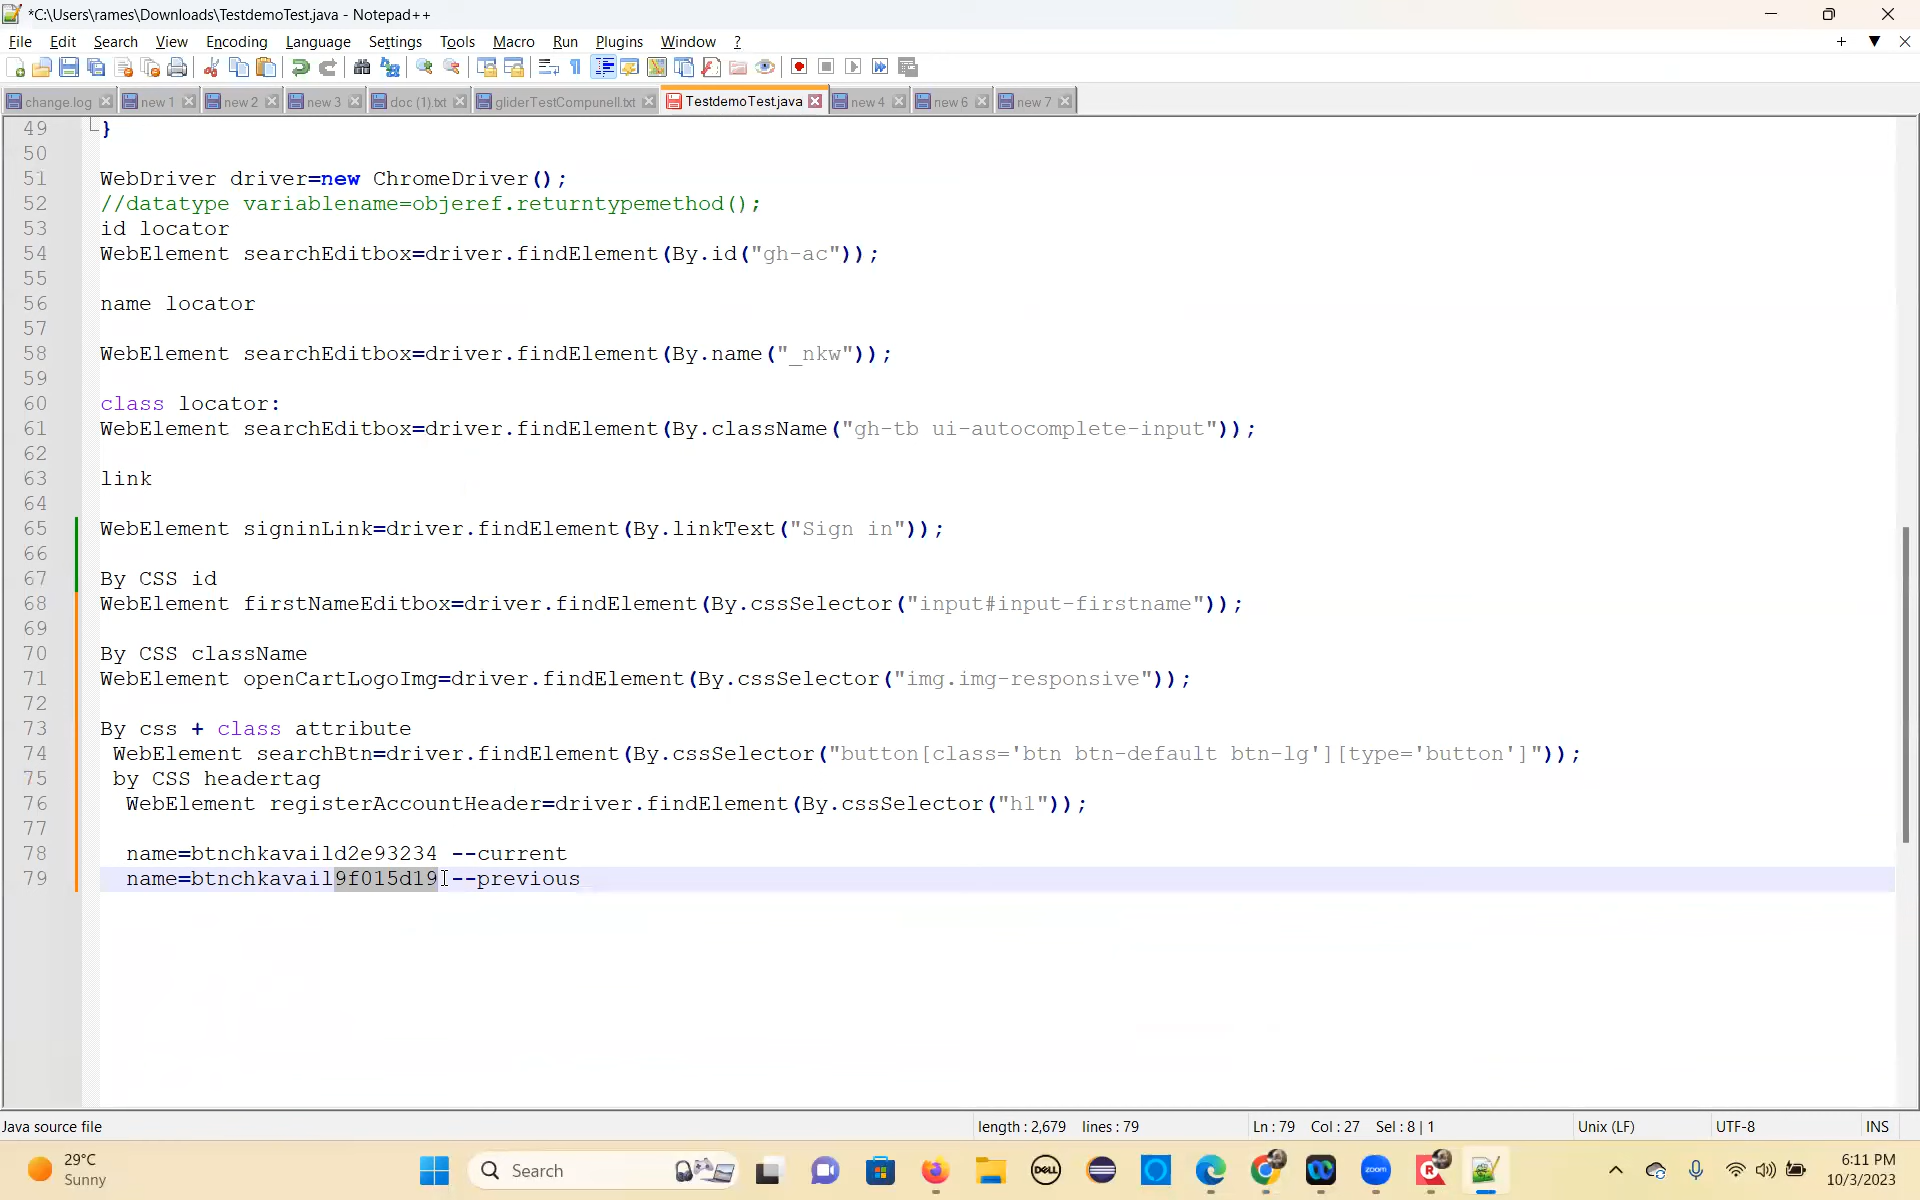 *C:\Users\rames\Downloads\TestdemoTest.java - Notepad++
File Edit Search View Encoding Language Settings Tools Macro Run Plugins Window ?
change.log new 1 new 2 new 3 doc (1).txt gliderTestCompunell.txt TestdemoTest.java new 4 new 6 new 7
49 }
50
51 WebDriver driver=new ChromeDriver();
52 //datatype variablename=objeref.returntypemethod();
53 id locator
54 WebElement searchEditbox=driver.findElement(By.id("gh-ac"));
55
56 name locator
57
58 WebElement searchEditbox=driver.findElement(By.name("_nkw"));
59
60 class locator:
61 WebElement searchEditbox=driver.findElement(By.className("gh-tb ui-autocomplete-input"));
62
63 link
64
65 WebElement signinLink=driver.findElement(By.linkText("Sign in"));
66
67 By CSS id
68 WebElement firstNameEditbox=driver.findElement(By.cssSelector("input#input-firstname"));
69
70 By CSS className
71 WebElement openCartLogoImg=driver.findElement(By.cssSelector("img.img-responsive"));
72
73 By css + class attribute
74 WebElement searchBtn=driver.findElement(By.cssSelector("button[class='btn btn-default btn-lg'][type='button']"));
75 by CSS headertag
76 WebElement registerAccountHeader=driver.findElement(By.cssSelector("h1"));
77
78 name=btnchkavaild2e93234 --current
79 name=btnchkavail9f015d19 --previous
Java source file length : 2,679 lines : 79 Ln : 79 Col : 27 Sel : 8 | 1 Unix (LF) UTF-8 INS
29°C
Sunny
Search
DELL
zoom
6:11 PM
10/3/2023